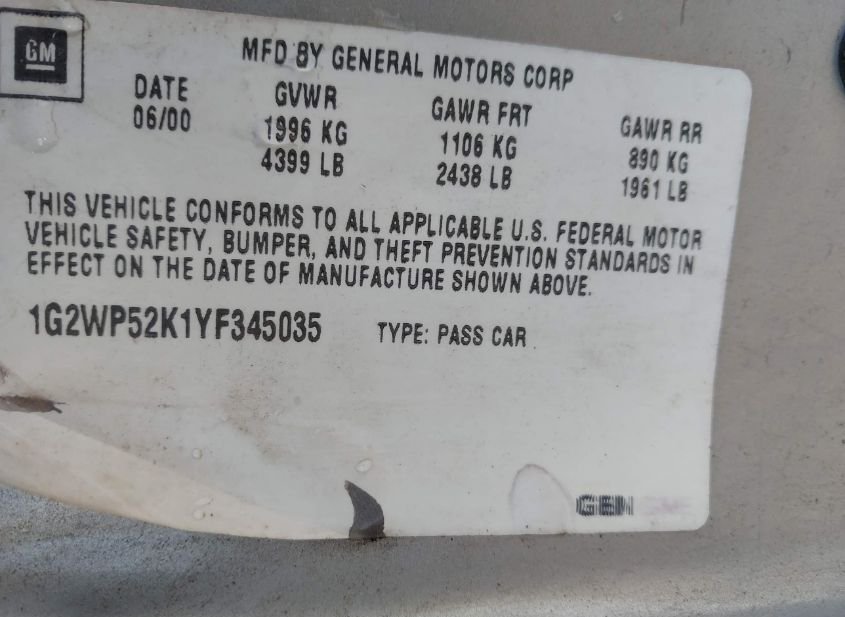 GM
MFD BY GENERAL MOTORS CORP
DATE GVWR GAWR FRT GAWR RR
06/00 1996 KG 1106 KG 890 KG
4399 LB 2438 LB 1961 LB
THIS VEHICLE CONFORMS TO ALL APPLICABLE U.S. FEDERAL MOTOR
VEHICLE SAFETY, BUMPER, AND THEFT PREVENTION STANDARDS IN
EFFECT ON THE DATE OF MANUFACTURE SHOWN ABOVE.
1G2WP52K1YF345035 TYPE: PASS CAR